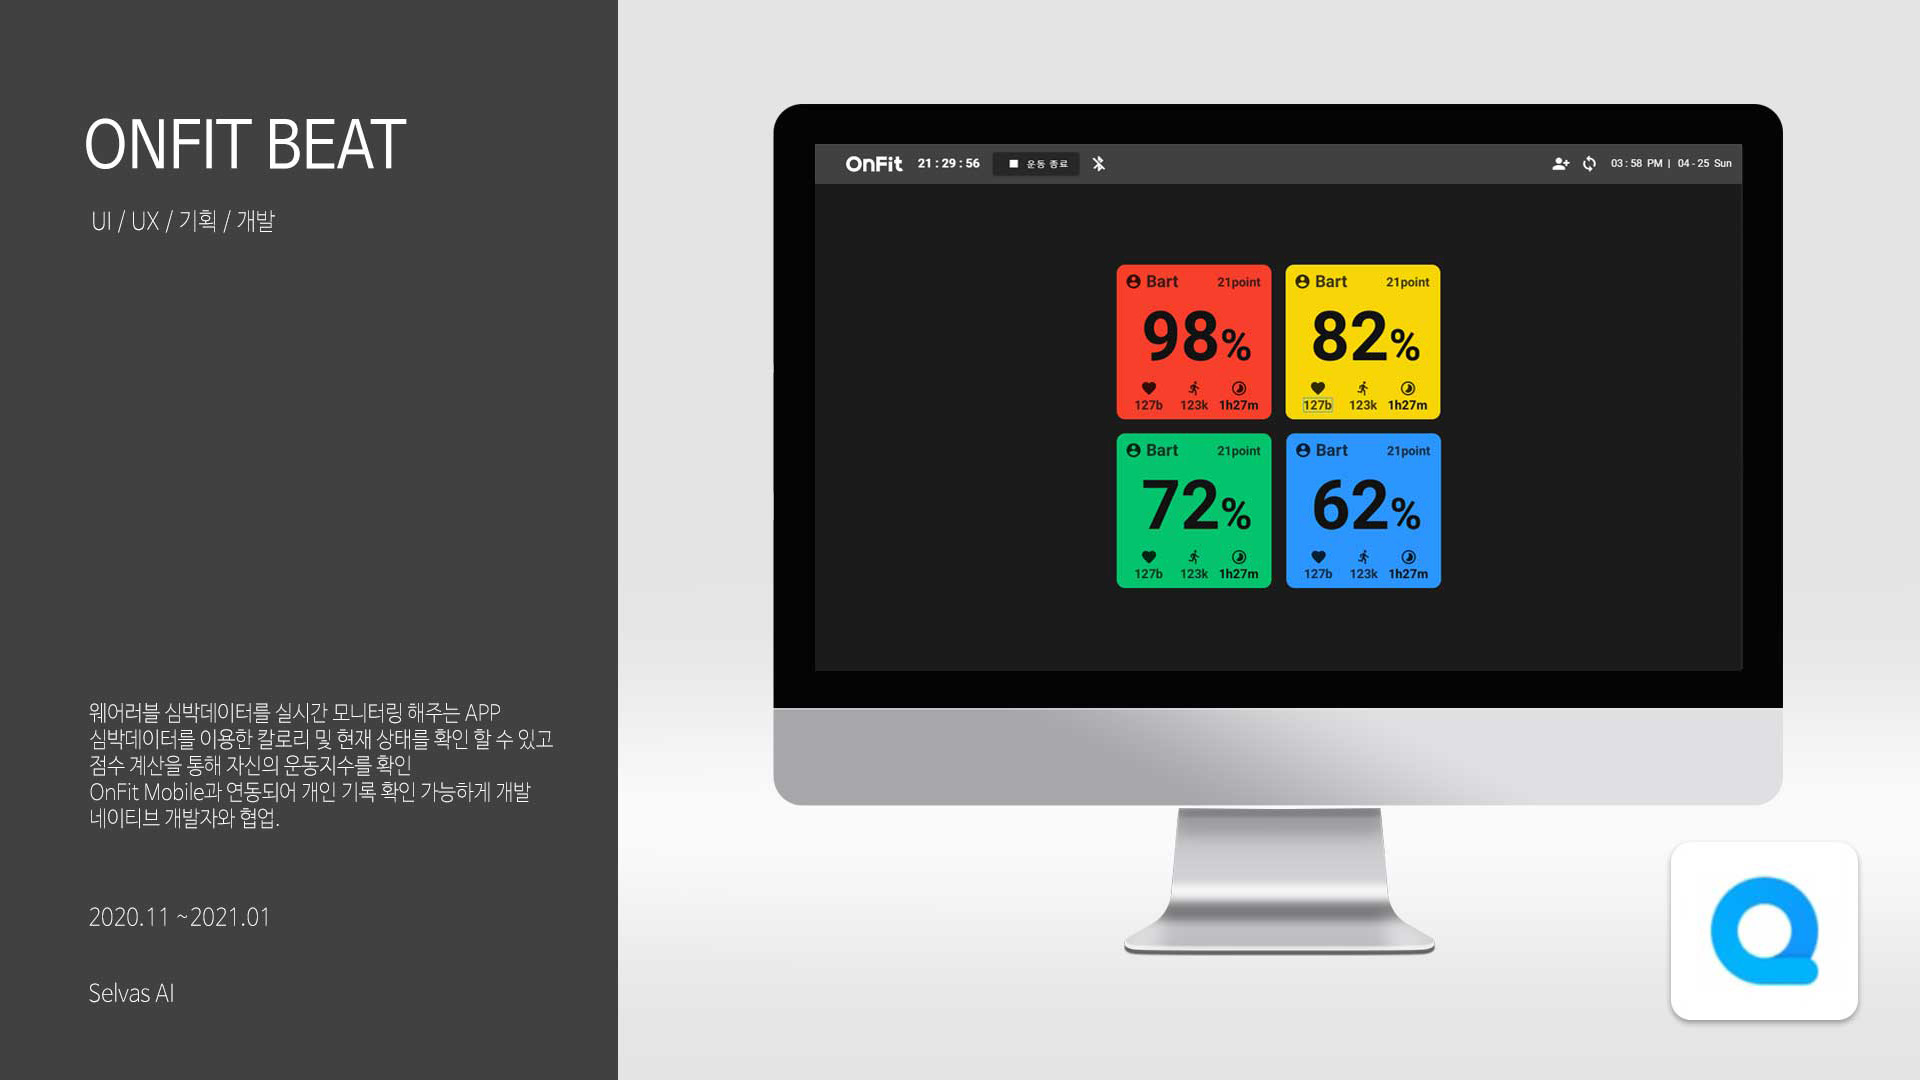 ONFIT BEAT
UI / UX / 기획 / 개발
웨어러블 심박데이터를 실시간 모니터링 해주는 APP
심박데이터를 이용한 칼로리 및 현재 상태를 확인 할 수 있고
점수 계산을 통해 자신의 운동지수를 확인
OnFit Mobile과 연동되어 개인 기록 확인 가능하게 개발
네이티브 개발자와 협업.
2020.11 ~2021.01
Selvas AI
OnFit 21 : 29 : 56 운동 종료 03 : 58 PM | 04 - 25 Sun
Bart 21point
98%
127b 123k 1h27m
Bart 21point
82%
127b 123k 1h27m
Bart 21point
72%
127b 123k 1h27m
Bart 21point
62%
127b 123k 1h27m